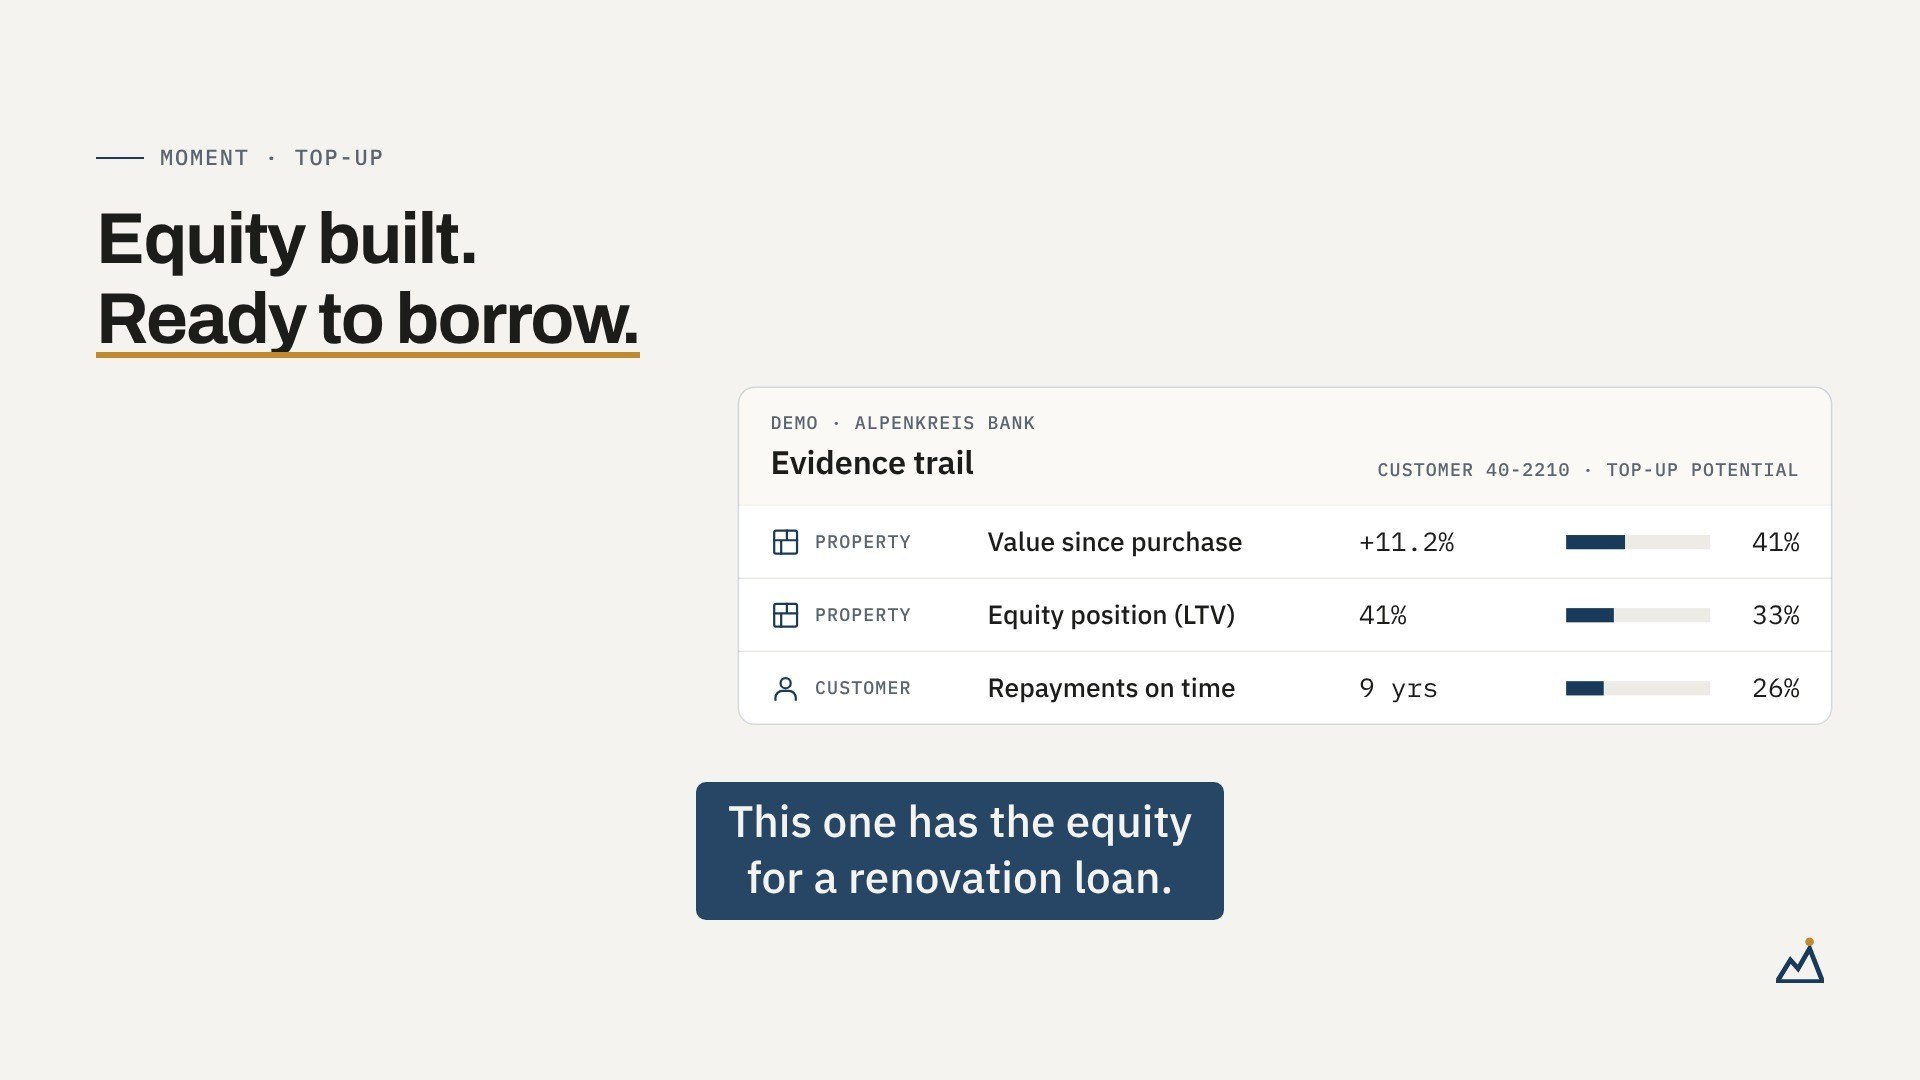 MOMENT · TOP-UP
Equity built.
Ready to borrow.
DEMO · ALPENKREIS BANK
Evidence trail
CUSTOMER 40-2210 · TOP-UP POTENTIAL
PROPERTY Value since purchase +11.2% 41%
PROPERTY Equity position (LTV) 41% 33%
CUSTOMER Repayments on time 9 yrs 26%
This one has the equity
for a renovation loan.